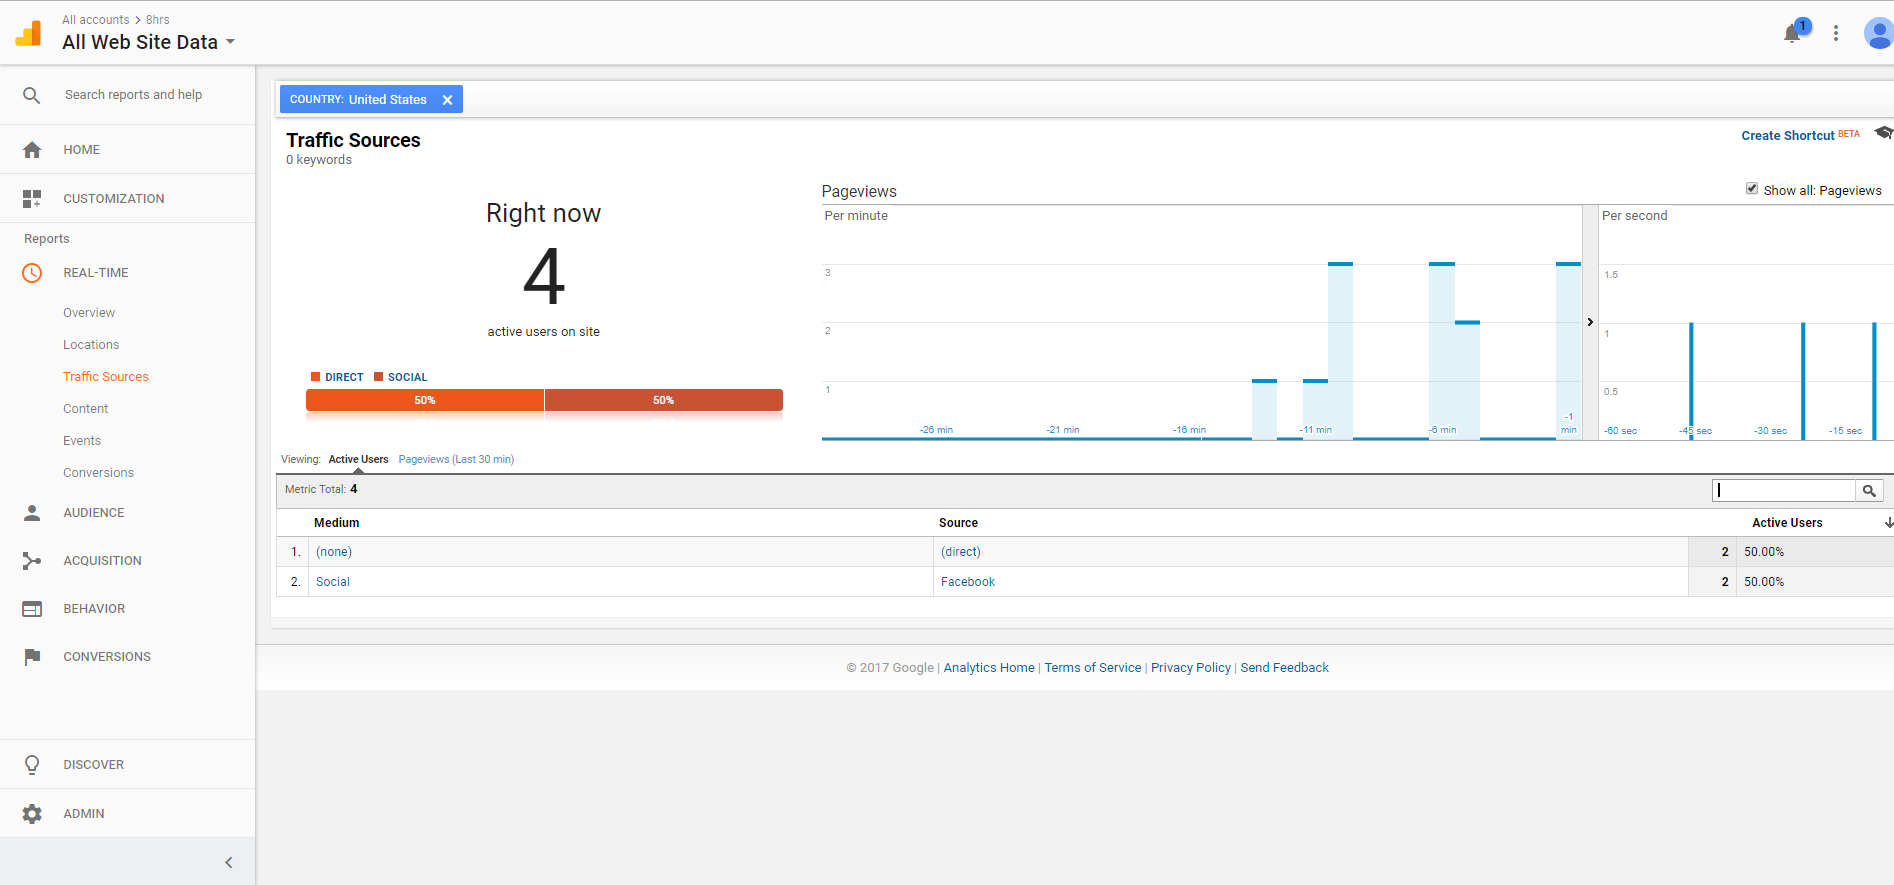 All accounts > 8hrs
All Web Site Data
1
Search reports and help
HOME
CUSTOMIZATION
Reports
REAL-TIME
Overview
Locations
Traffic Sources
Content
Events
Conversions
AUDIENCE
ACQUISITION
BEHAVIOR
CONVERSIONS
DISCOVER
ADMIN
COUNTRY: United States
Traffic Sources
0 keywords
Create Shortcut BETA
Right now
4
active users on site
DIRECT SOCIAL
50% 50%
Pageviews
Show all: Pageviews
Per minute
3
2
1
-26 min -21 min -16 min -11 min -6 min -1 min
Per second
1.5
1
0.5
-60 sec -45 sec -30 sec -15 sec
Viewing: Active Users Pageviews (Last 30 min)
Metric Total: 4
Medium Source Active Users
1. (none) (direct) 2 50.00%
2. Social Facebook 2 50.00%
© 2017 Google | Analytics Home | Terms of Service | Privacy Policy | Send Feedback